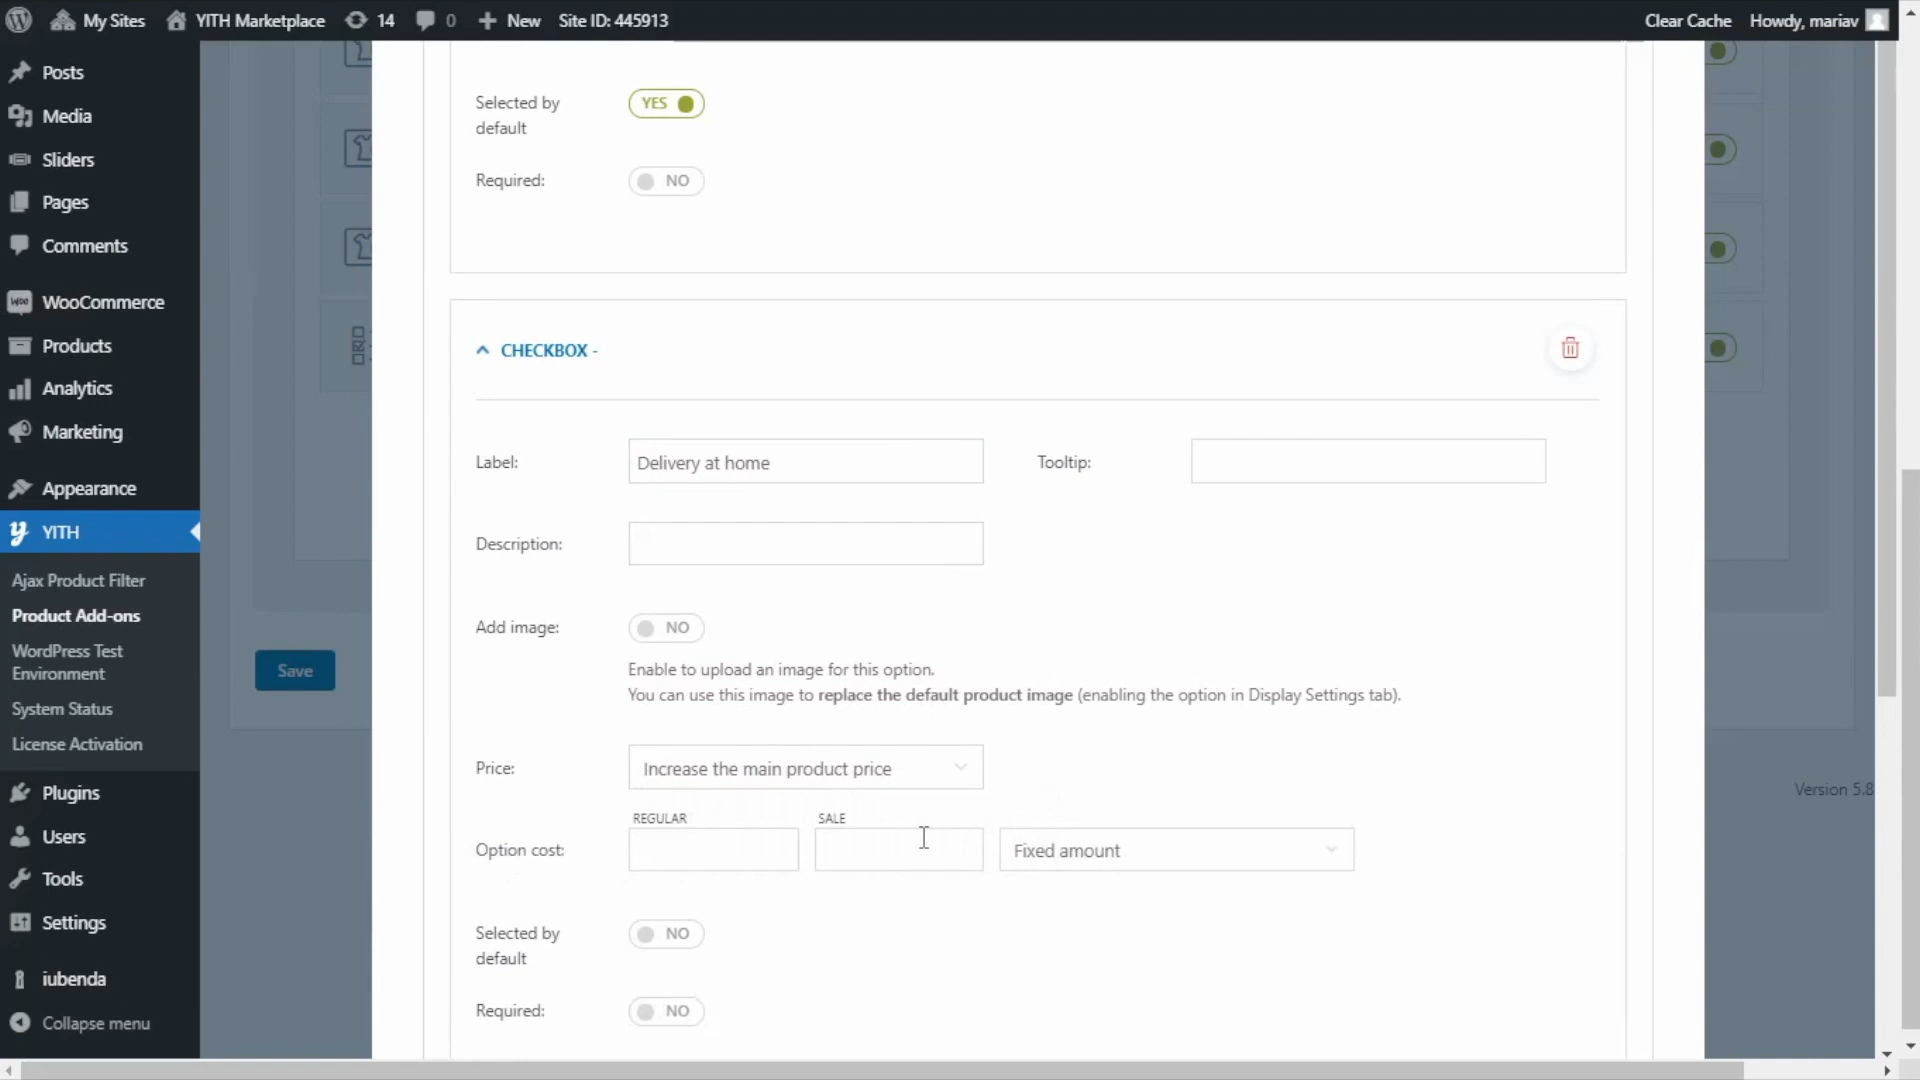 My Sites
YITH Marketplace
14
0
New
Site ID: 445913
Clear Cache
Howdy, mariav
Posts
Media
Sliders
Pages
Comments
WooCommerce
Products
Analytics
Marketing
Appearance
YITH
Ajax Product Filter
Product Add-ons
WordPress Test
Environment
System Status
License Activation
Plugins
Users
Tools
Settings
iubenda
Collapse menu
Save
Selected by
default
YES
Required:
NO
CHECKBOX -
Label:
Delivery at home
Tooltip:
Description:
Add image:
NO
Enable to upload an image for this option.
You can use this image to replace the default product image (enabling the option in Display Settings tab).
Price:
Increase the main product price
REGULAR
SALE
Option cost:
Fixed amount
Selected by
default
NO
Required:
NO
Version 5.8